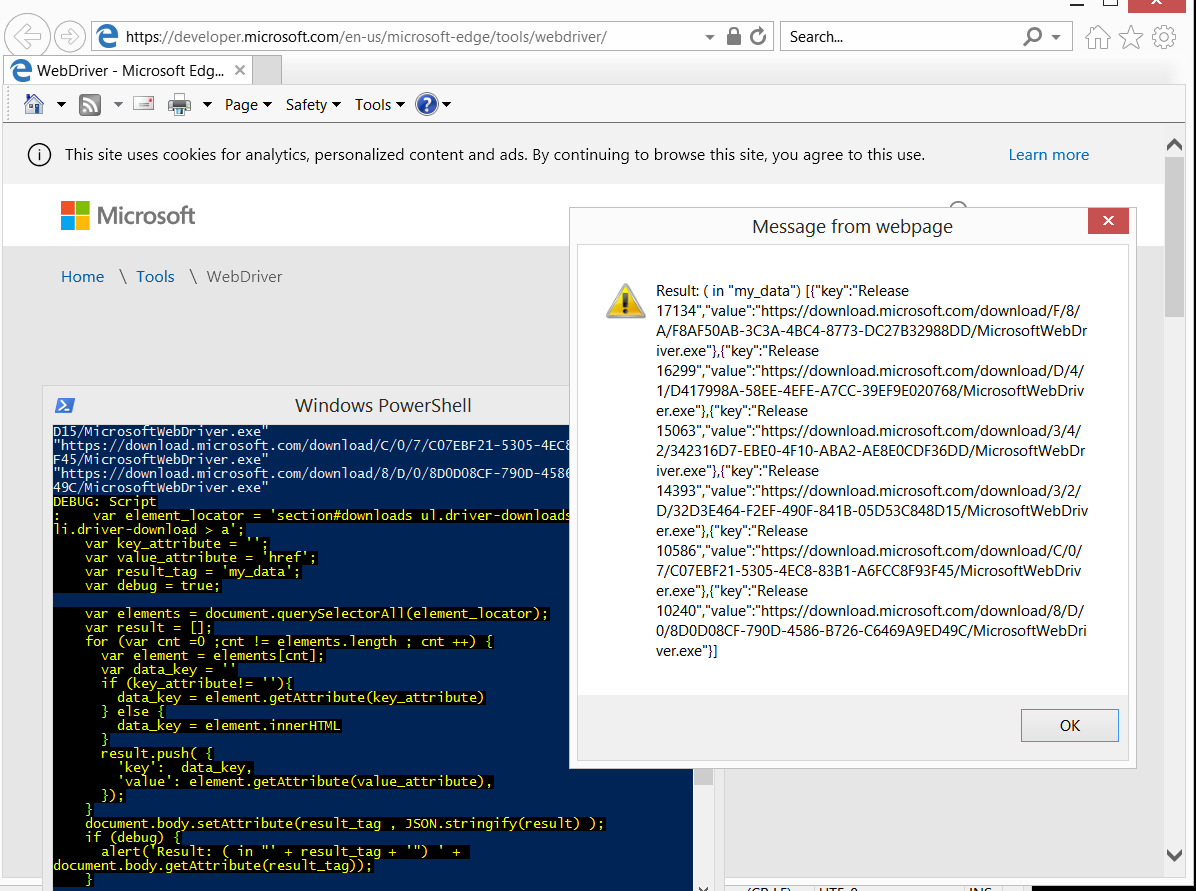 https://developer.microsoft.com/en-us/microsoft-edge/tools/webdriver/
Search...
WebDriver - Microsoft Edg...
Page
Safety
Tools
This site uses cookies for analytics, personalized content and ads. By continuing to browse this site, you agree to this use.
Learn more
Microsoft
Home \ Tools \ WebDriver
Message from webpage
Result: ( in "my_data") [{"key":"Release
17134","value":"https://download.microsoft.com/download/F/8/
A/F8AF50AB-3C3A-4BC4-8773-DC27B32988DD/MicrosoftWebDr
iver.exe"},{"key":"Release
16299","value":"https://download.microsoft.com/download/D/4/
1/D417998A-58EE-4EFE-A7CC-39EF9E020768/MicrosoftWebDriv
er.exe"},{"key":"Release
15063","value":"https://download.microsoft.com/download/3/4/
2/342316D7-EBE0-4F10-ABA2-AE8E0CDF36DD/MicrosoftWebDr
iver.exe"},{"key":"Release
14393","value":"https://download.microsoft.com/download/3/2/
D/32D3E464-F2EF-490F-841B-05D53C848D15/MicrosoftWebDriv
er.exe"},{"key":"Release
10586","value":"https://download.microsoft.com/download/C/0/
7/C07EBF21-5305-4EC8-83B1-A6FCC8F93F45/MicrosoftWebDriv
er.exe"},{"key":"Release
10240","value":"https://download.microsoft.com/download/8/D/
0/8D0D08CF-790D-4586-B726-C6469A9ED49C/MicrosoftWebDri
ver.exe"}]
OK
Windows PowerShell
D15/MicrosoftWebDriver.exe"
"https://download.microsoft.com/download/C/0/7/C07EBF21-5305-4EC8
F45/MicrosoftWebDriver.exe"
"https://download.microsoft.com/download/8/D/0/8D0D08CF-790D-4586
49C/MicrosoftWebDriver.exe"
DEBUG: Script
: var element_locator = 'section#downloads ul.driver-downloads
li.driver-download > a';
var key_attribute = '';
var value_attribute = 'href';
var result_tag = 'my_data';
var debug = true;
var elements = document.querySelectorAll(element_locator);
var result = [];
for (var cnt =0 ;cnt != elements.length ; cnt ++) {
var element = elements[cnt];
var data_key = ''
if (key_attribute!= ''){
data_key = element.getAttribute(key_attribute)
} else {
data_key = element.innerHTML
}
result.push( {
'key': data_key,
'value': element.getAttribute(value_attribute),
});
}
document.body.setAttribute(result_tag , JSON.stringify(result) );
if (debug) {
alert('Result: ( in "' + result_tag + '") ' +
document.body.getAttribute(result_tag));
}